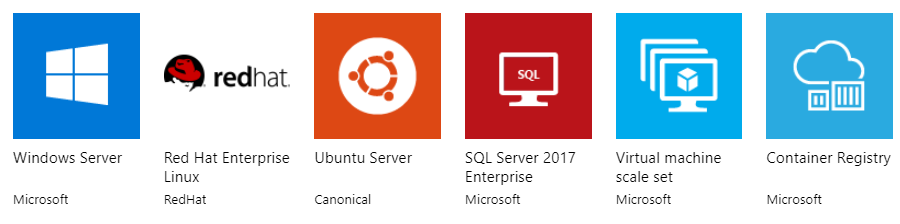 redhat.
SQL
Windows Server
Microsoft
Red Hat Enterprise
Linux
RedHat
Ubuntu Server
Canonical
SQL Server 2017
Enterprise
Microsoft
Virtual machine
scale set
Microsoft
Container Registry
Microsoft